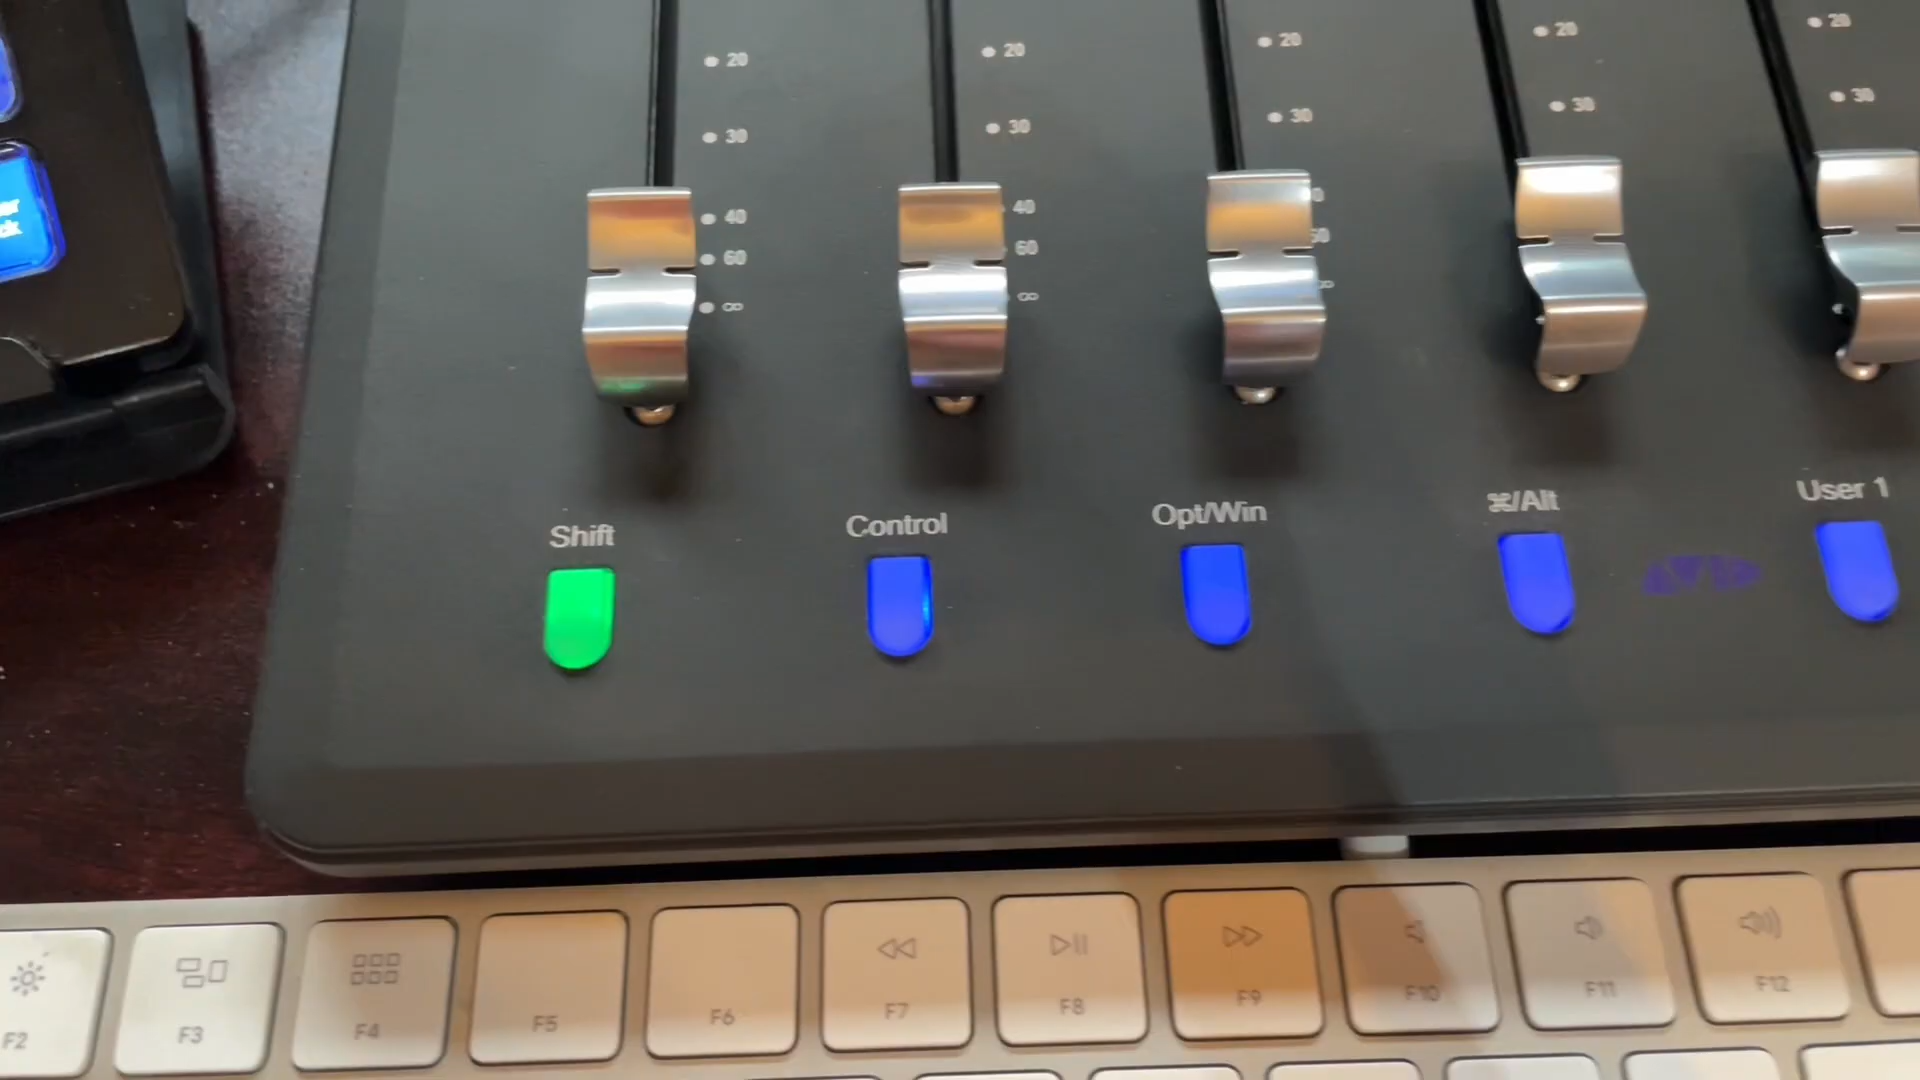 20 20 20 20 20
30 30 30 30 30
40 40
60 60
∞ ∞
Shift Control Opt/Win ⌘/Alt User 1
AVID
F2 F3 F4 F5 F6 F7 F8 F9 F10 F11 F12